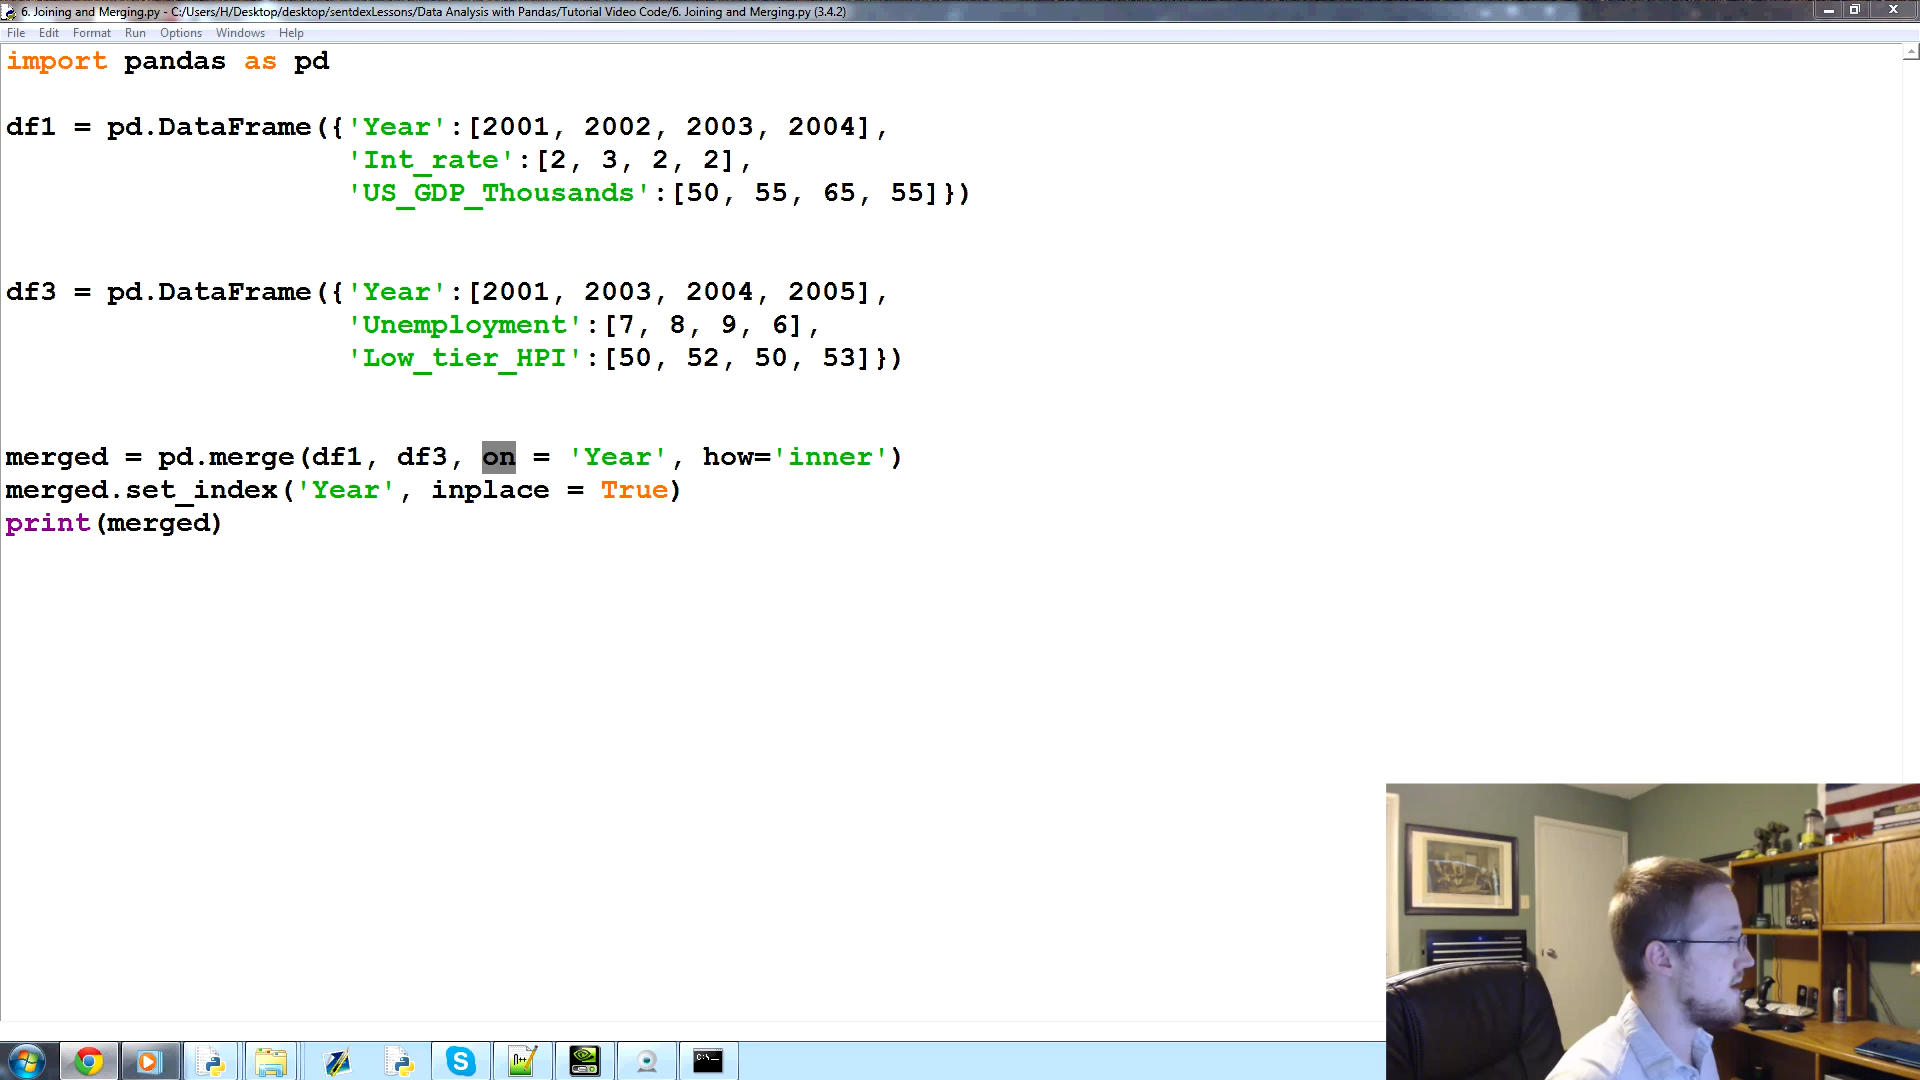 6. Joining and Merging.py - C:/Users/H/Desktop/desktop/sentdexLessons/Data Analysis with Pandas/Tutorial Video Code/6. Joining and Merging.py (3.4.2)
File Edit Format Run Options Windows Help
import pandas as pd
df1 = pd.DataFrame({'Year':[2001, 2002, 2003, 2004],
'Int_rate':[2, 3, 2, 2],
'US_GDP_Thousands':[50, 55, 65, 55]})
df3 = pd.DataFrame({'Year':[2001, 2003, 2004, 2005],
'Unemployment':[7, 8, 9, 6],
'Low_tier_HPI':[50, 52, 50, 53]})
merged = pd.merge(df1, df3, on = 'Year', how='inner')
merged.set_index('Year', inplace = True)
print(merged)